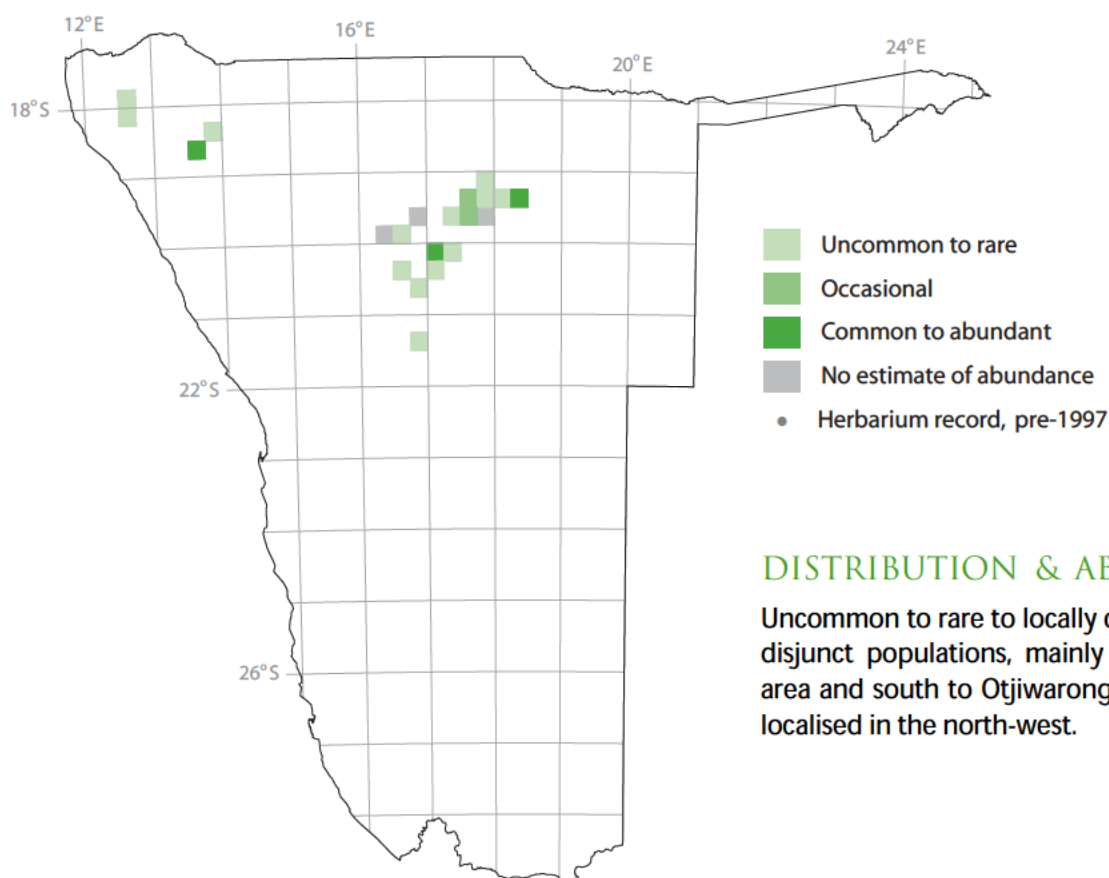 12°E
16°E
20°E
24°E
18°S
22°S
26°S
Uncommon to rare
Occasional
Common to abundant
No estimate of abundance
Herbarium record, pre-1997
DISTRIBUTION & AB
Uncommon to rare to locally
disjunct populations, mainly
area and south to Otjiwarong
localised in the north-west.